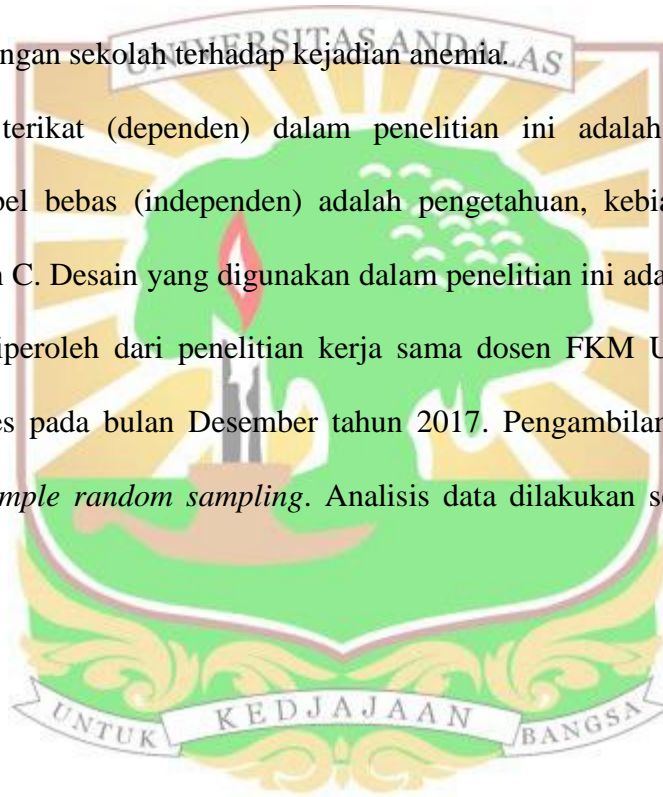 UNIVERSITAS ANDALAS
ngan sekolah terhadap kejadian anemia.
terikat (dependen) dalam penelitian ini adalah
bel bebas (independen) adalah pengetahuan, kebia
n C. Desain yang digunakan dalam penelitian ini ada
iperoleh dari penelitian kerja sama dosen FKM U
es pada bulan Desember tahun 2017. Pengambilan
mple random sampling. Analisis data dilakukan se
UNTUK KEDJAJAAN BANGSA